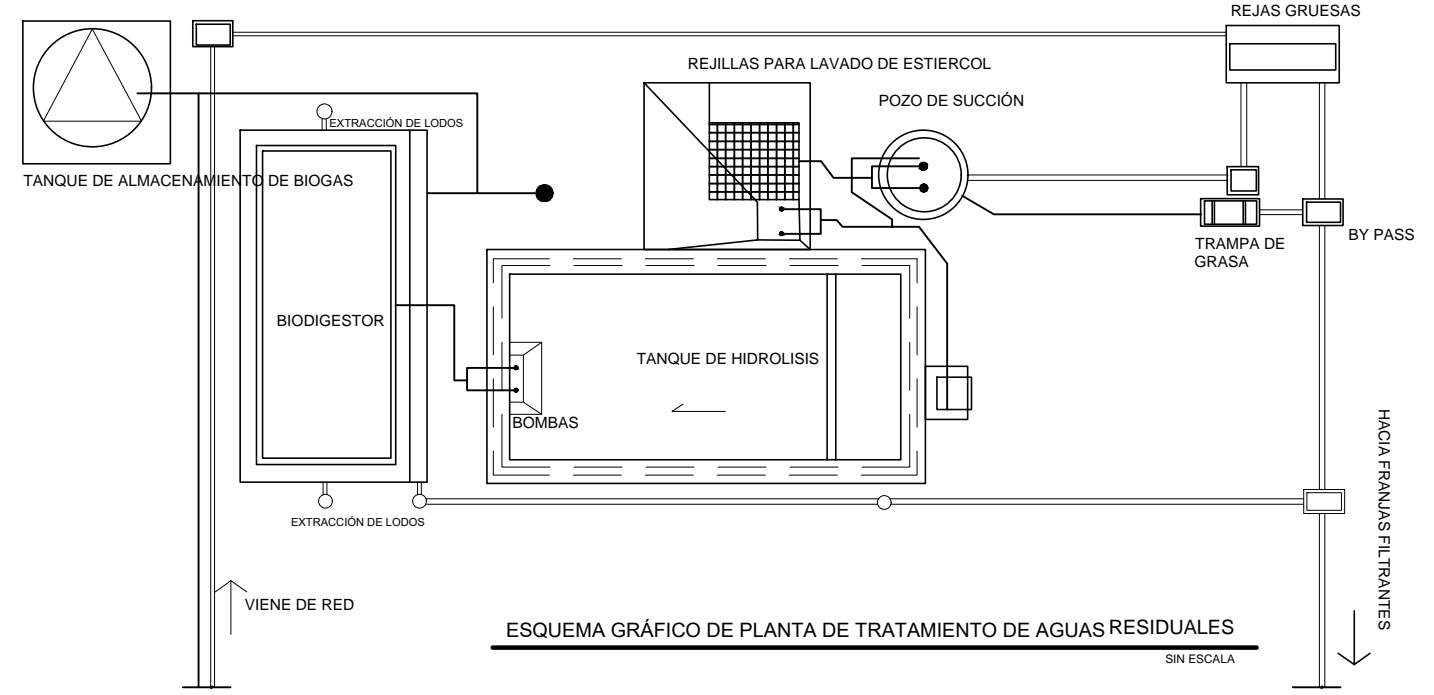 REJAS GRUESAS
REJILLAS PARA LAVADO DE ESTIERCOL
POZO DE SUCCIÓN
EXTRACCIÓN DE LODOS
TANQUE DE ALMACENAMIENTO DE BIOGAS
TRAMPA DE
GRASA
BY PASS
BIODIGESTOR
TANQUE DE HIDROLISIS
BOMBAS
HACIA FRANJAS FILTRANTES
EXTRACCIÓN DE LODOS
VIENE DE RED
ESQUEMA GRÁFICO DE PLANTA DE TRATAMIENTO DE AGUAS RESIDUALES
SIN ESCALA